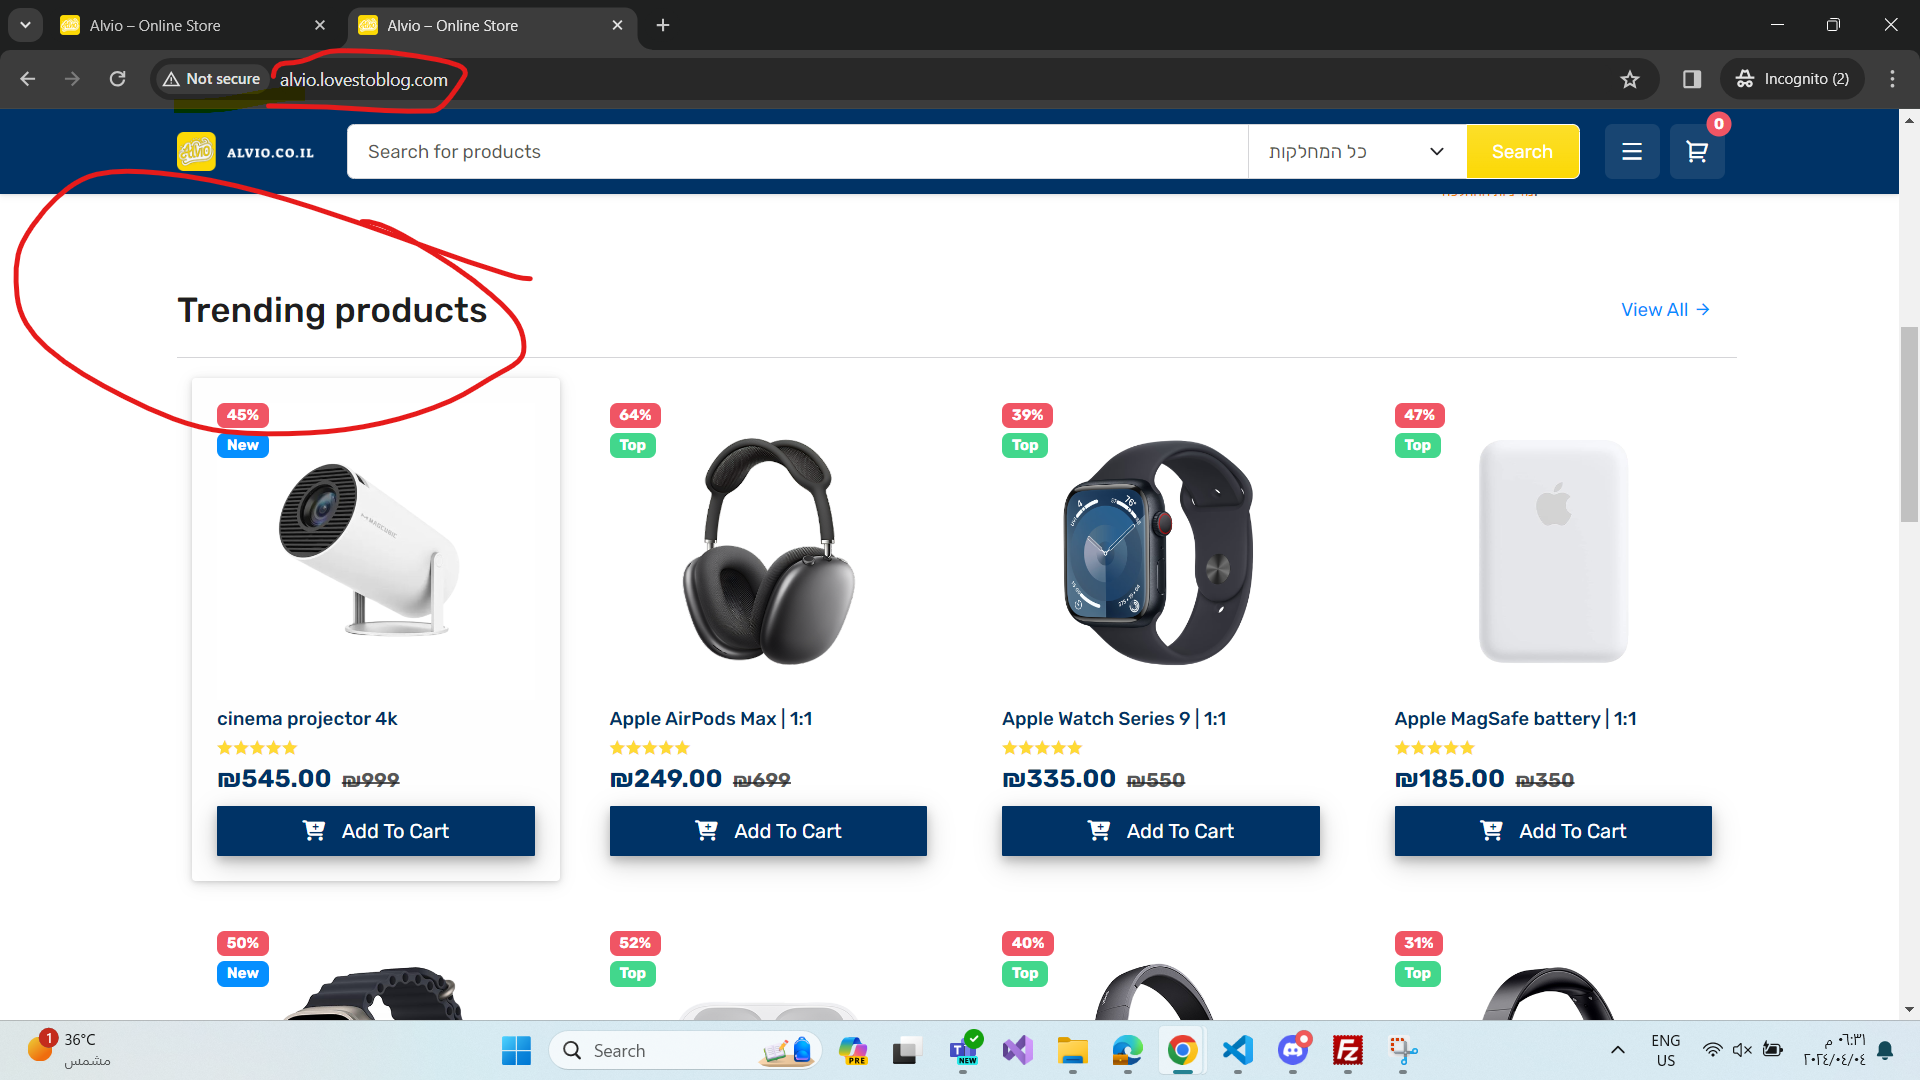 Alvio – Online Store
Alvio – Online Store
Not secure
alvio.lovestoblog.com
Incognito (2)
Alvio
ALVIO.CO.IL
Search for products
כל המחלקות
Search
0
Trending products
View All →
45%
New
64%
Top
39%
Top
47%
Top
cinema projector 4k
Apple AirPods Max | 1:1
Apple Watch Series 9 | 1:1
Apple MagSafe battery | 1:1
₪545.00 ₪999
₪249.00 ₪699
₪335.00 ₪550
₪185.00 ₪350
Add To Cart
Add To Cart
Add To Cart
Add To Cart
50%
New
52%
Top
40%
Top
31%
Top
1
36°C
مشمس
Search
PRE
NEW
ENG
US
٠٦:٣١ م
٢٠٢٤/٠٤/٠٤